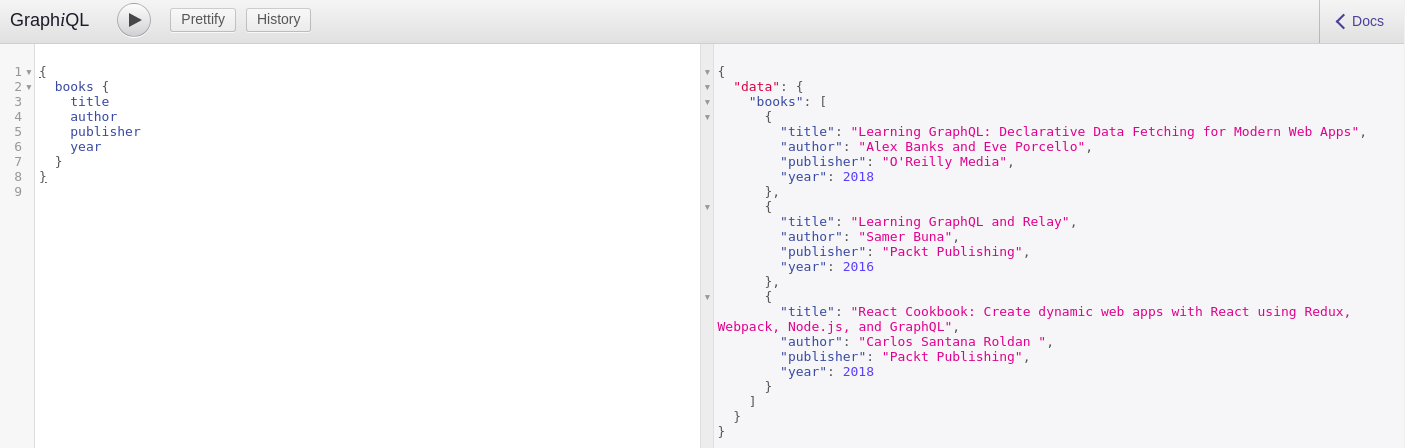 GraphiQL Prettify History Docs
1 {
2   books {
3     title
4     author
5     publisher
6     year
7   }
8 }
9
{
  "data": {
    "books": [
      {
        "title": "Learning GraphQL: Declarative Data Fetching for Modern Web Apps",
        "author": "Alex Banks and Eve Porcello",
        "publisher": "O'Reilly Media",
        "year": 2018
      },
      {
        "title": "Learning GraphQL and Relay",
        "author": "Samer Buna",
        "publisher": "Packt Publishing",
        "year": 2016
      },
      {
        "title": "React Cookbook: Create dynamic web apps with React using Redux,
Webpack, Node.js, and GraphQL",
        "author": "Carlos Santana Roldan ",
        "publisher": "Packt Publishing",
        "year": 2018
      }
    ]
  }
}